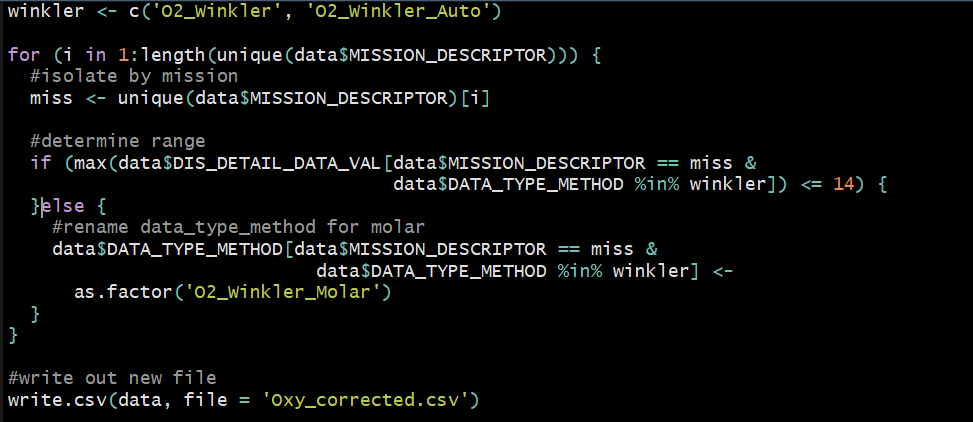 winkler <- c('O2_Winkler', 'O2_Winkler_Auto')
for (i in 1:length(unique(data$MISSION_DESCRIPTOR))) {
  #isolate by mission
  miss <- unique(data$MISSION_DESCRIPTOR)[i]
  #determine range
  if (max(data$DIS_DETAIL_DATA_VAL[data$MISSION_DESCRIPTOR == miss &
                                   data$DATA_TYPE_METHOD %in% winkler]) <= 14) {
  }else {
    #rename data_type_method for molar
    data$DATA_TYPE_METHOD[data$MISSION_DESCRIPTOR == miss &
                            data$DATA_TYPE_METHOD %in% winkler] <-
      as.factor('O2_Winkler_Molar')
  }
}
#write out new file
write.csv(data, file = 'Oxy_corrected.csv')